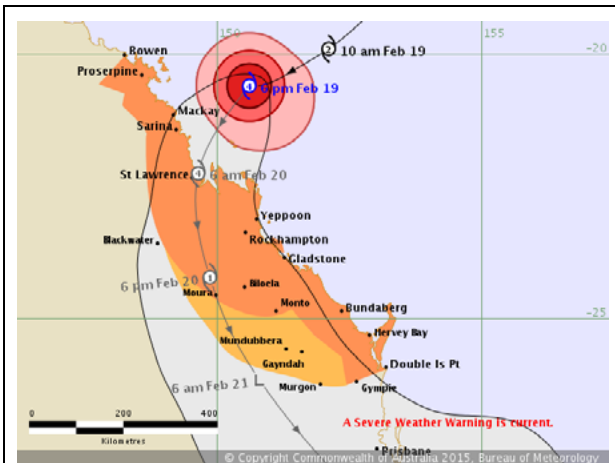 150
155
-20
Bowen
2
10 am Feb 19
Proserpine
4
6 pm Feb 19
Mackay
Sarina
St Lawrence
4
6 am Feb 20
Yeppoon
Blackwater
Rockhampton
Gladstone
6 pm Feb 20
1
Biloela
Moura
Monto
Bundaberg
-25
Hervey Bay
Mundubbera
Gayndah
Double Is Pt
6 am Feb 21
L
Murgon
Gympie
0 200 400
Kilometres
A Severe Weather Warning is current.
Brisbane
© Copyright Commonwealth of Australia 2015, Bureau of Meteorology